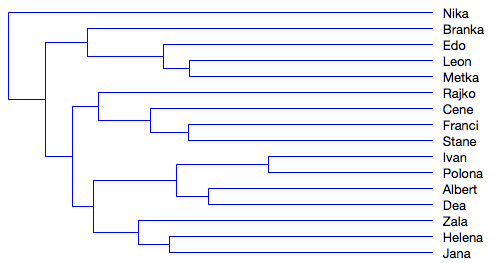 Nika
Branka
Edo
Leon
Metka
Rajko
Cene
Franci
Stane
Ivan
Polona
Albert
Dea
Zala
Helena
Jana